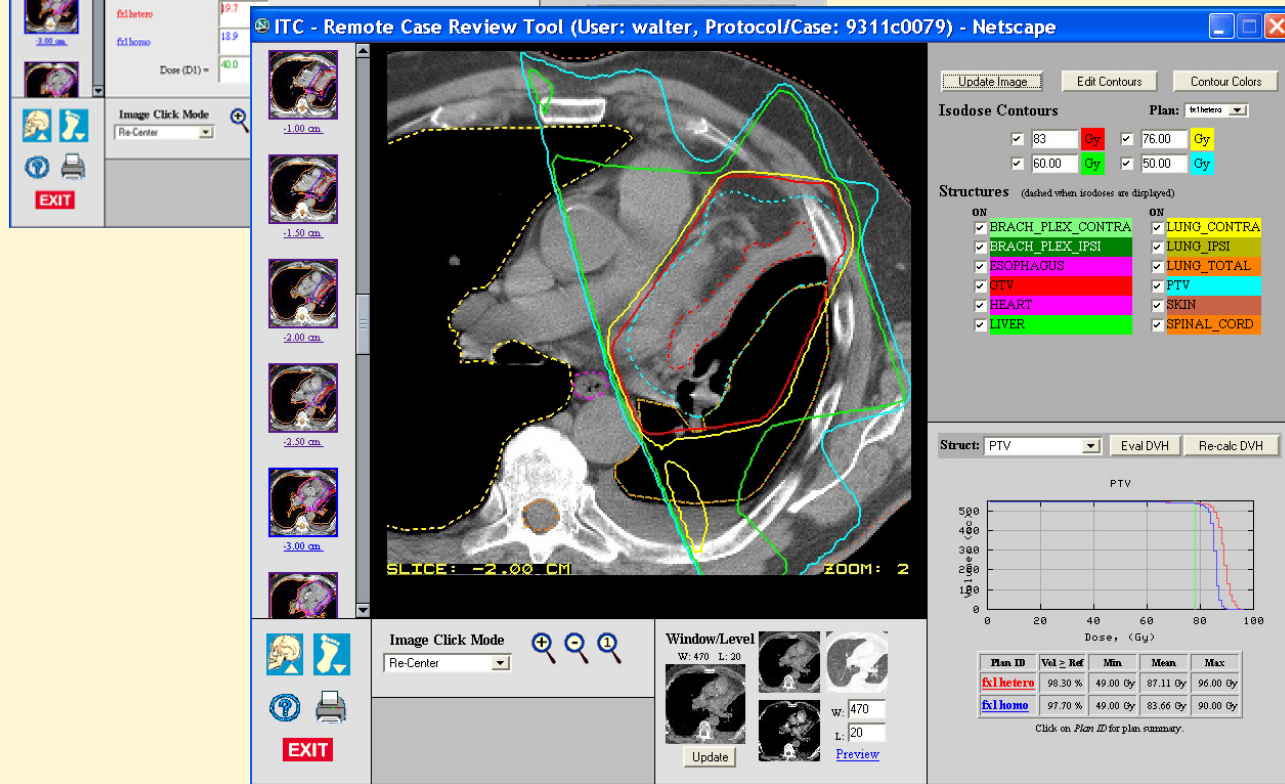 fx1hetero 19.7
-3.00 cm
fx1homo 18.9
Dose (D1) = 40.0
Image Click Mode
Re-Center
EXIT
ITC - Remote Case Review Tool (User: walter, Protocol/Case: 9311c0079) - Netscape
-1.00 cm
-1.50 cm
-2.00 cm
-2.50 cm
-3.00 cm
SLICE: -2.00 CM ZOOM: 2
Update Image Edit Contours Contour Colors
Isodose Contours Plan: fx1hetero
83 Gy 76.00 Gy
60.00 Gy 50.00 Gy
Structures (dashed when isodoses are displayed)
ON ON
BRACH_PLEX_CONTRA LUNG_CONTRA
BRACH_PLEX_IPSI LUNG_IPSI
ESOPHAGUS LUNG_TOTAL
GTV PTV
HEART SKIN
LIVER SPINAL_CORD
Struct: PTV Eval DVH Re-calc DVH
PTV
500
400
300
200
100
0
0 20 40 60 80 100
Dose, (Gy)
Plan ID Vol ≥ Ref Min Mean Max
fx1hetero 98.30 % 49.00 Gy 87.11 Gy 96.00 Gy
fx1homo 97.70 % 49.00 Gy 83.66 Gy 90.00 Gy
Click on Plan ID for plan summary.
Image Click Mode
Re-Center
1
EXIT
Window/Level
W: 470 L: 20
W: 470
L: 20
Update
Preview